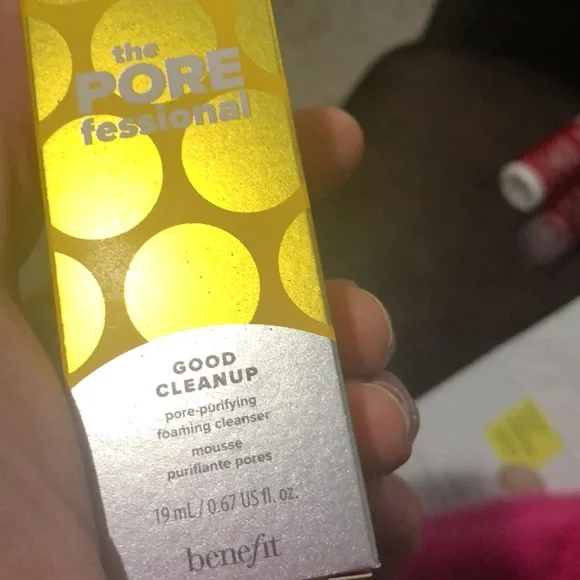 the
PORE
fessional
GOOD
CLEANUP
pore-purifying
foaming cleanser
mousse
purifiante pores
19 mL / 0.67 US fl. oz.
benefit